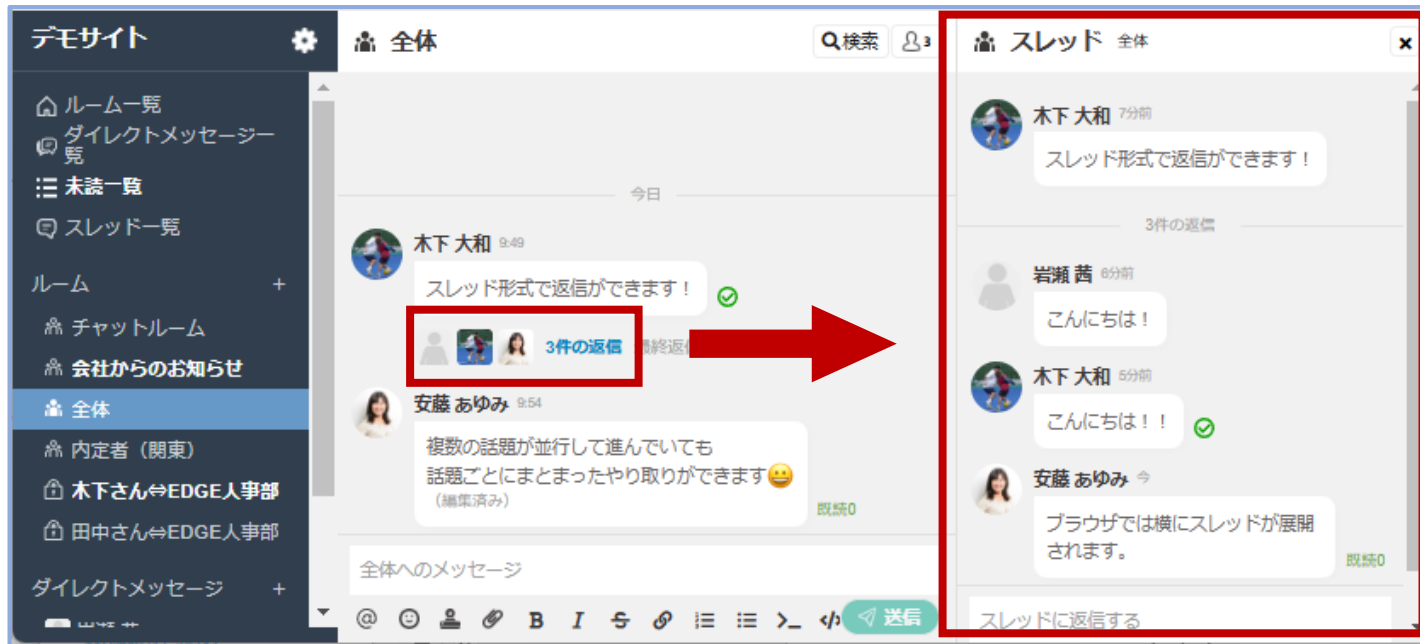 デモサイト
ルーム一覧
ダイレクトメッセージ一
覧
未読一覧
スレッド一覧
ルーム +
チャットルーム
会社からのお知らせ
全体
内定者（関東）
木下さん⇔EDGE人事部
田中さん⇔EDGE人事部
ダイレクトメッセージ +
全体
検索
3
今日
木下 大和 9:49
スレッド形式で返信ができます！
3件の返信
安藤 あゆみ 9:54
複数の話題が並行して進んでいても
話題ごとにまとまったやり取りができます😀
（編集済み）
既読0
全体へのメッセージ
送信
スレッド 全体
木下 大和 7分前
スレッド形式で返信ができます！
3件の返信
岩瀬 茜 6分前
こんにちは！
木下 大和 5分前
こんにちは！！
安藤 あゆみ 今
ブラウザでは横にスレッドが展開
されます。
既読0
スレッドに返信する